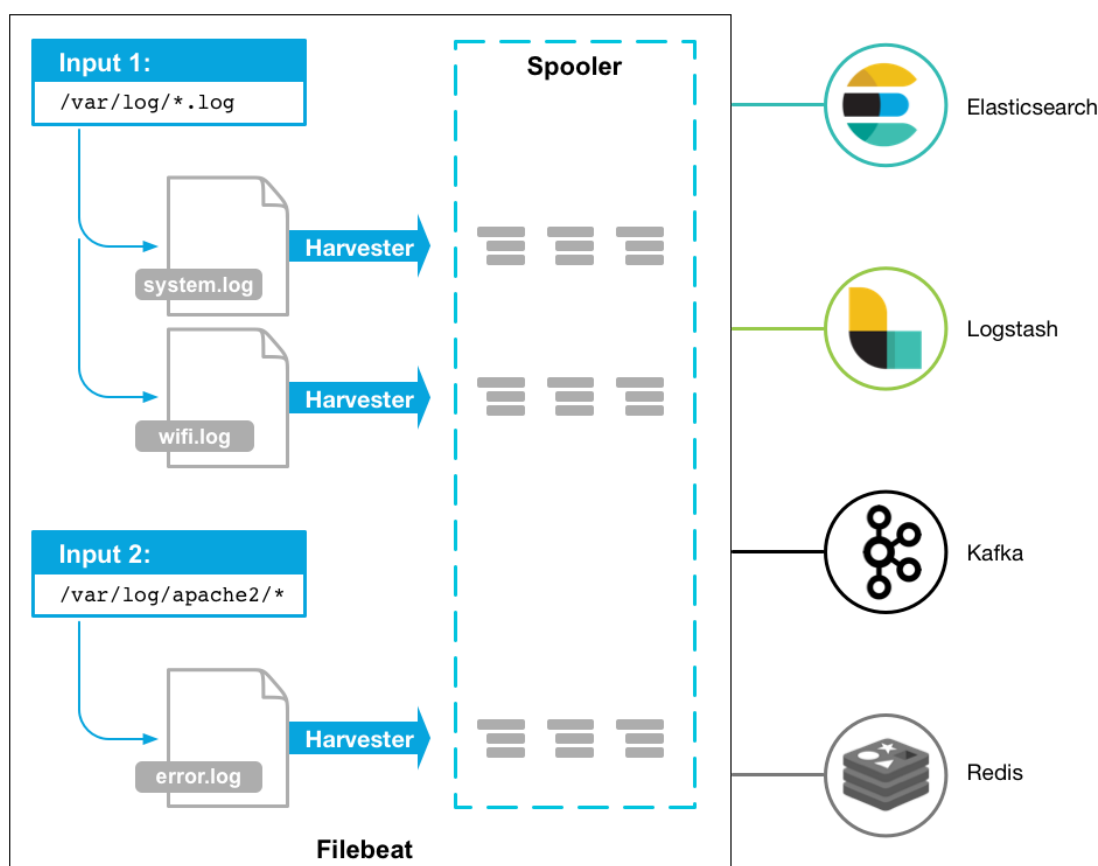 Input 1:
/var/log/*.log
Spooler
system.log
Harvester
wifi.log
Harvester
Input 2:
/var/log/apache2/*
error.log
Harvester
Filebeat
Elasticsearch
Logstash
Kafka
Redis